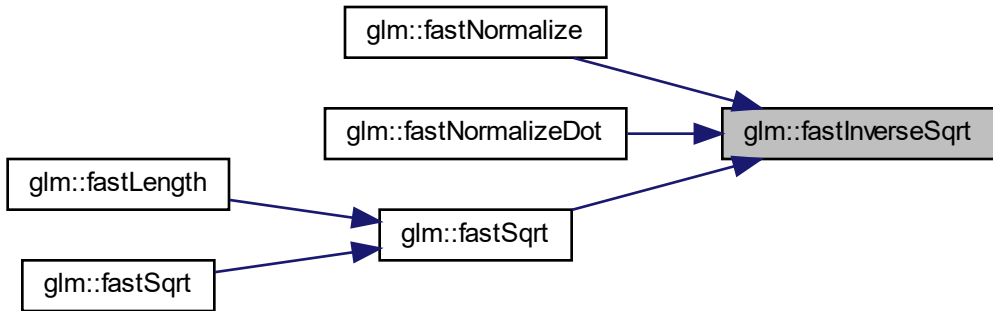 glm::fastNormalize
glm::fastNormalizeDot
glm::fastInverseSqrt
glm::fastLength
glm::fastSqrt
glm::fastSqrt